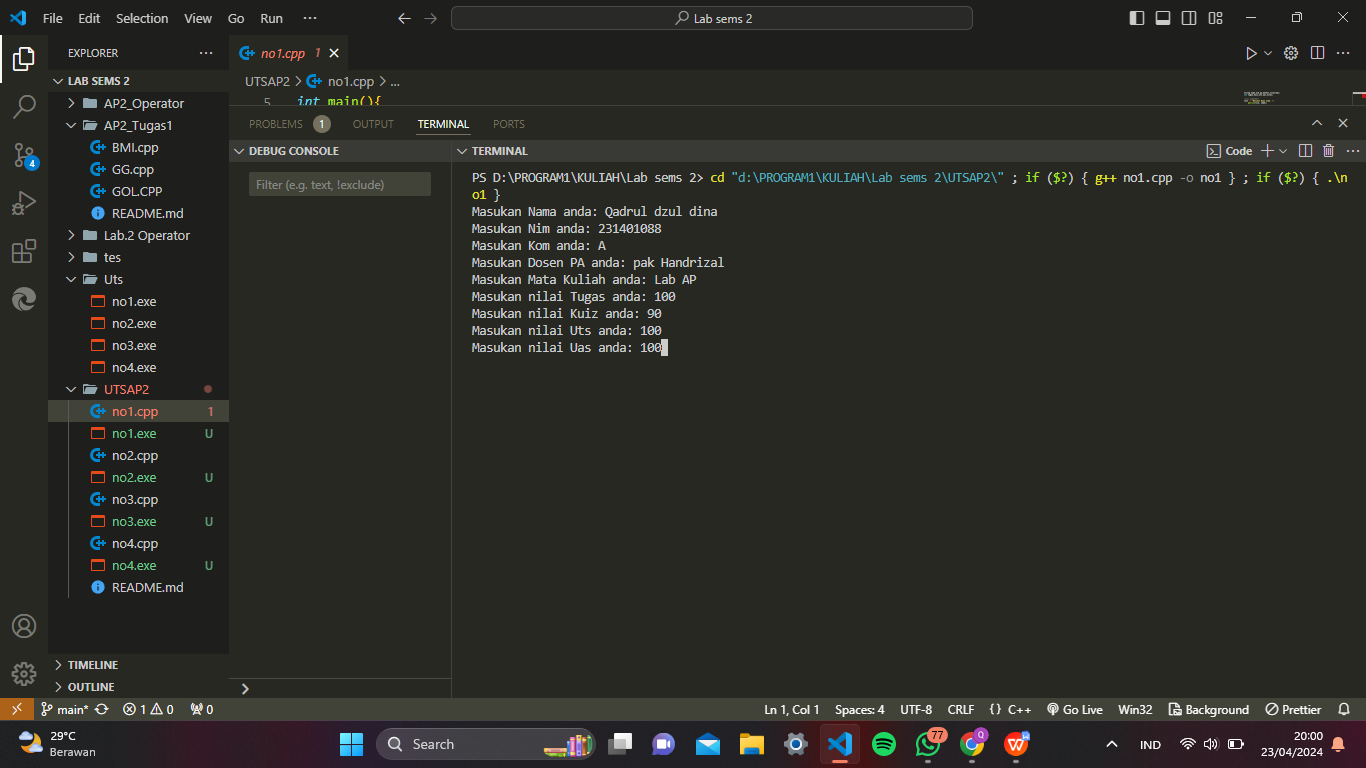 File Edit Selection View Go Run ···
Lab sems 2
EXPLORER ···
no1.cpp 1
LAB SEMS 2
AP2_Operator
AP2_Tugas1
BMI.cpp
GG.cpp
GOL.CPP
README.md
Lab.2 Operator
tes
Uts
no1.exe
no2.exe
no3.exe
no4.exe
UTSAP2
no1.cpp 1
no1.exe U
no2.cpp
no2.exe U
no3.cpp
no3.exe U
no4.cpp
no4.exe U
README.md
TIMELINE
OUTLINE
4
UTSAP2 > no1.cpp > ...
5 int main(){
PROBLEMS 1 OUTPUT TERMINAL PORTS
DEBUG CONSOLE
Filter (e.g. text, !exclude)
TERMINAL
Code
PS D:\PROGRAM1\KULIAH\Lab sems 2> cd "d:\PROGRAM1\KULIAH\Lab sems 2\UTSAP2\" ; if ($?) { g++ no1.cpp -o no1 } ; if ($?) { .\n
o1 }
Masukan Nama anda: Qadrul dzul dina
Masukan Nim anda: 231401088
Masukan Kom anda: A
Masukan Dosen PA anda: pak Handrizal
Masukan Mata Kuliah anda: Lab AP
Masukan nilai Tugas anda: 100
Masukan nilai Kuiz anda: 90
Masukan nilai Uts anda: 100
Masukan nilai Uas anda: 100
main* 1 0 0
Ln 1, Col 1 Spaces: 4 UTF-8 CRLF {} C++ Go Live Win32 Background Prettier
29°C
Berawan
Search
77
Q
W
IND
20:00
23/04/2024